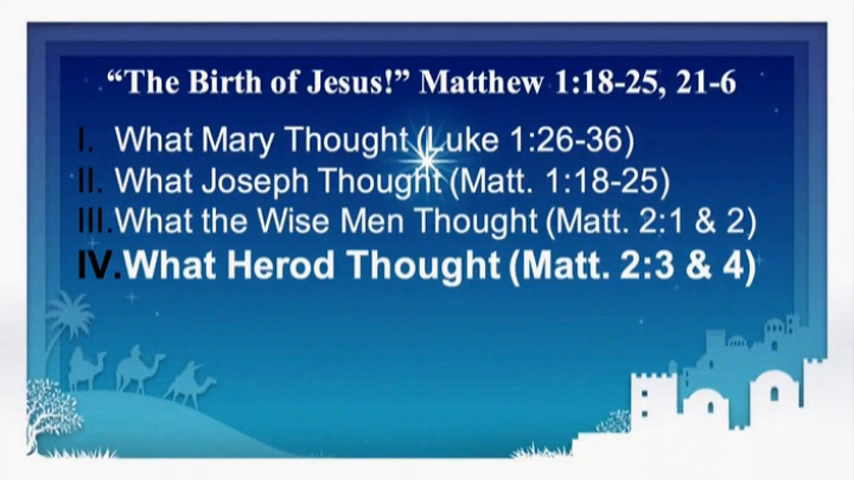 “The Birth of Jesus!” Matthew 1:18-25, 21-6
I. What Mary Thought (Luke 1:26-36)
II. What Joseph Thought (Matt. 1:18-25)
III.What the Wise Men Thought (Matt. 2:1 & 2)
IV.What Herod Thought (Matt. 2:3 & 4)